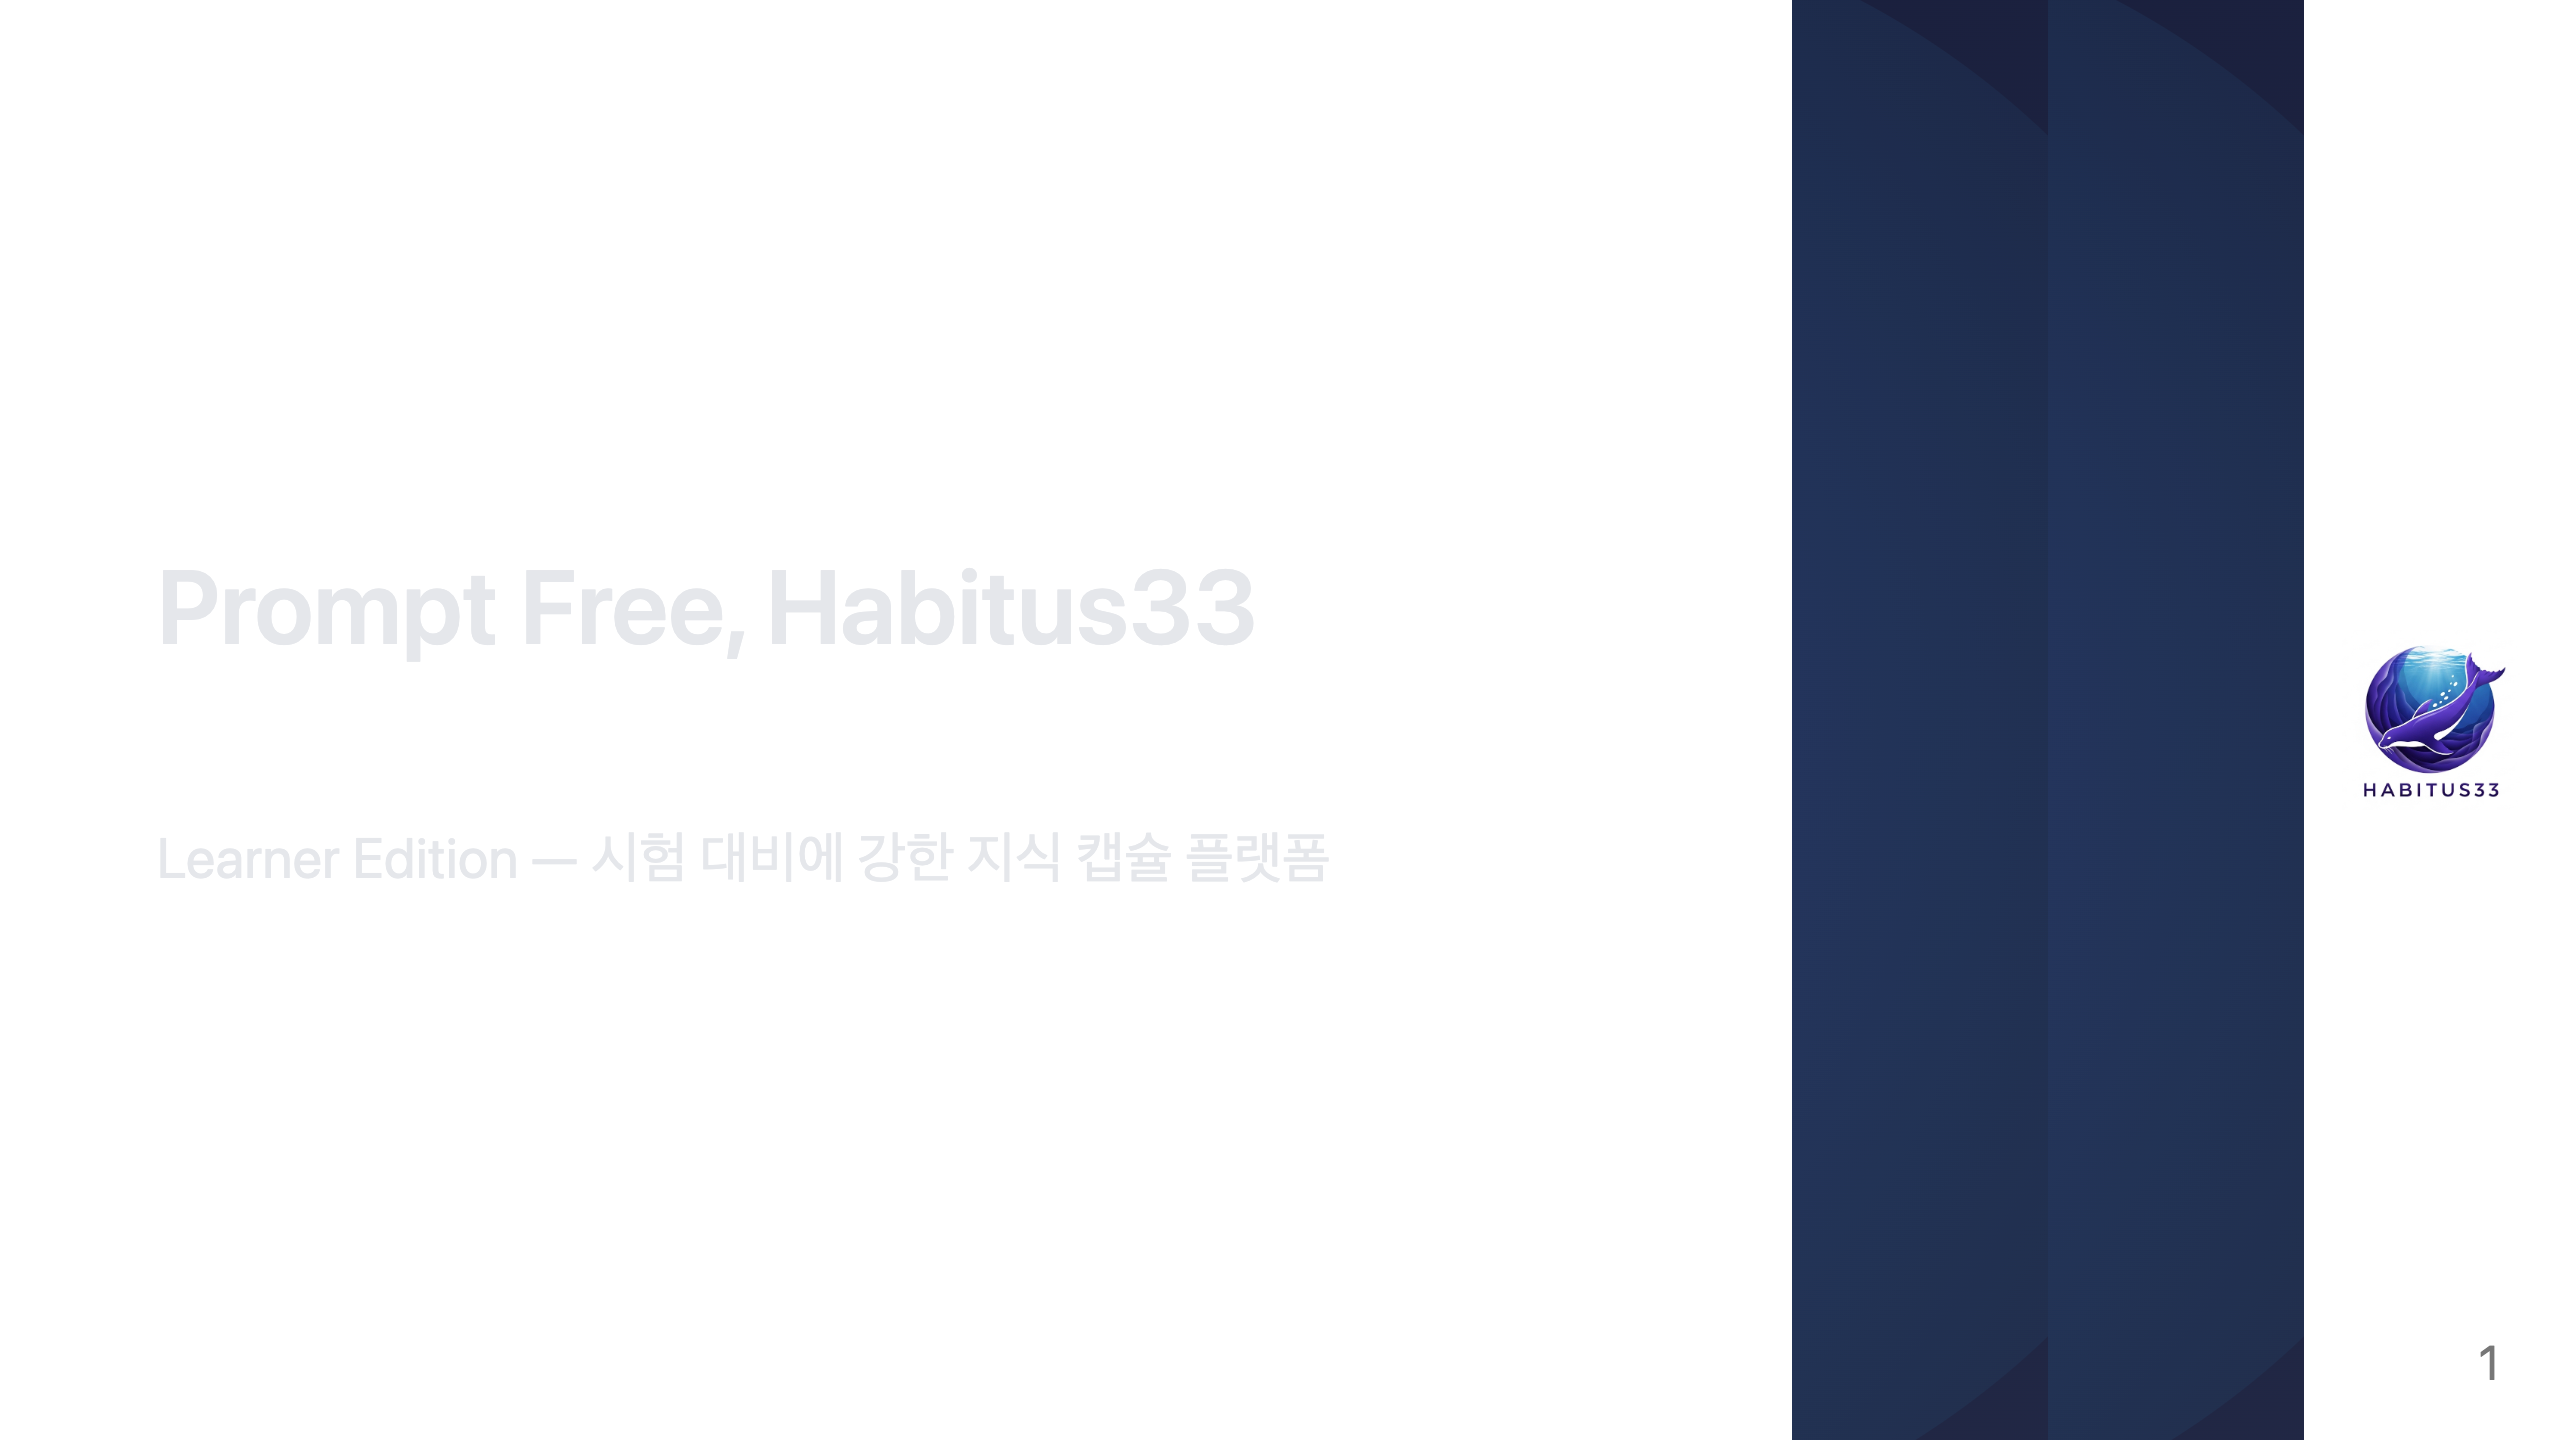 Prompt Free, Habitus33
Learner Edition — 시험 대비에 강한 지식 캡슐 플랫폼
HABITUS33
1